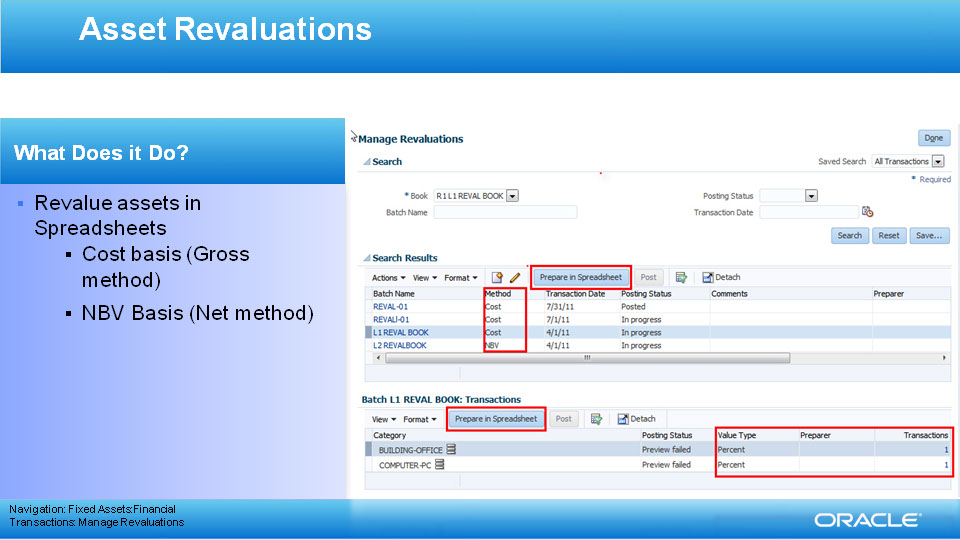 Asset Revaluations
What Does it Do?
Revalue assets in
Spreadsheets
Cost basis (Gross
method)
NBV Basis (Net method)
Manage Revaluations
Done
Search
Saved Search All Transactions
* Required
* Book R1 L1 REVAL BOOK
Posting Status
Batch Name
Transaction Date
Search Reset Save...
Search Results
Actions View Format Prepare in Spreadsheet Post Detach
Batch Name Method Transaction Date Posting Status Comments Preparer
REVAL-01 Cost 7/31/11 Posted
REVALI-01 Cost 7/1/11 In progress
L1 REVAL BOOK Cost 4/1/11 In progress
L2 REVALBOOK NBV 4/1/11 In progress
Batch L1 REVAL BOOK: Transactions
View Format Prepare in Spreadsheet Post Detach
Category Posting Status Value Type Preparer Transactions
BUILDING-OFFICE Preview failed Percent 1
COMPUTER-PC Preview failed Percent 1
Navigation: Fixed Assets:Financial
Transactions: Manage Revaluations
ORACLE